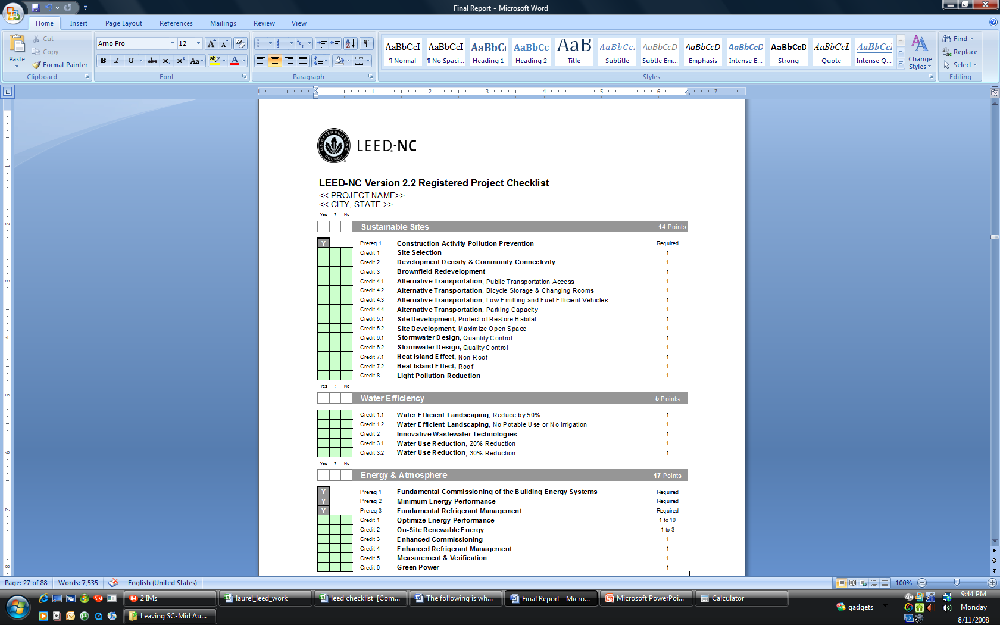 Final Report - Microsoft Word
Home Insert Page Layout References Mailings Review View
Paste
Cut
Copy
Format Painter
Clipboard
Arno Pro 12
B I U abc X₂ X² Aa
Font
Paragraph
AaBbCcI AaBbCcI AaBbC AaBbCc AaB AaBbCc. AaBbCcD AaBbCcD AaBbCcD AaBbCcD AaBbCcI AaBbCcI
¶ Normal ¶ No Spaci... Heading 1 Heading 2 Title Subtitle Subtle Em... Emphasis Intense E... Strong Quote Intense Q...
Change Styles
Styles
Find
Replace
Select
Editing
1 1 2 3 4 5 6 7
U.S. GREEN BUILDING COUNCIL
LEED®-NC
LEED-NC Version 2.2 Registered Project Checklist
<< PROJECT NAME>>
<< CITY, STATE >>
Yes ? No
Sustainable Sites 14 Points
Y Prereq 1 Construction Activity Pollution Prevention Required
Credit 1 Site Selection 1
Credit 2 Development Density & Community Connectivity 1
Credit 3 Brownfield Redevelopment 1
Credit 4.1 Alternative Transportation, Public Transportation Access 1
Credit 4.2 Alternative Transportation, Bicycle Storage & Changing Rooms 1
Credit 4.3 Alternative Transportation, Low-Emitting and Fuel-Efficient Vehicles 1
Credit 4.4 Alternative Transportation, Parking Capacity 1
Credit 5.1 Site Development, Protect of Restore Habitat 1
Credit 5.2 Site Development, Maximize Open Space 1
Credit 6.1 Stormwater Design, Quantity Control 1
Credit 6.2 Stormwater Design, Quality Control 1
Credit 7.1 Heat Island Effect, Non-Roof 1
Credit 7.2 Heat Island Effect, Roof 1
Credit 8 Light Pollution Reduction 1
Yes ? No
Water Efficiency 5 Points
Credit 1.1 Water Efficient Landscaping, Reduce by 50% 1
Credit 1.2 Water Efficient Landscaping, No Potable Use or No Irrigation 1
Credit 2 Innovative Wastewater Technologies 1
Credit 3.1 Water Use Reduction, 20% Reduction 1
Credit 3.2 Water Use Reduction, 30% Reduction 1
Yes ? No
Energy & Atmosphere 17 Points
Y Prereq 1 Fundamental Commissioning of the Building Energy Systems Required
Y Prereq 2 Minimum Energy Performance Required
Y Prereq 3 Fundamental Refrigerant Management Required
Credit 1 Optimize Energy Performance 1 to 10
Credit 2 On-Site Renewable Energy 1 to 3
Credit 3 Enhanced Commissioning 1
Credit 4 Enhanced Refrigerant Management 1
Credit 5 Measurement & Verification 1
Credit 6 Green Power 1
Page: 27 of 88 Words: 7,535 English (United States) 100%
2 IMs laurel_leed_work leed checklist [Com... The following is wh... Final Report - Micro... Microsoft PowerPoi... Calculator
Leaving SC-Mid Au...
gadgets
9:44 PM
Monday
8/11/2008